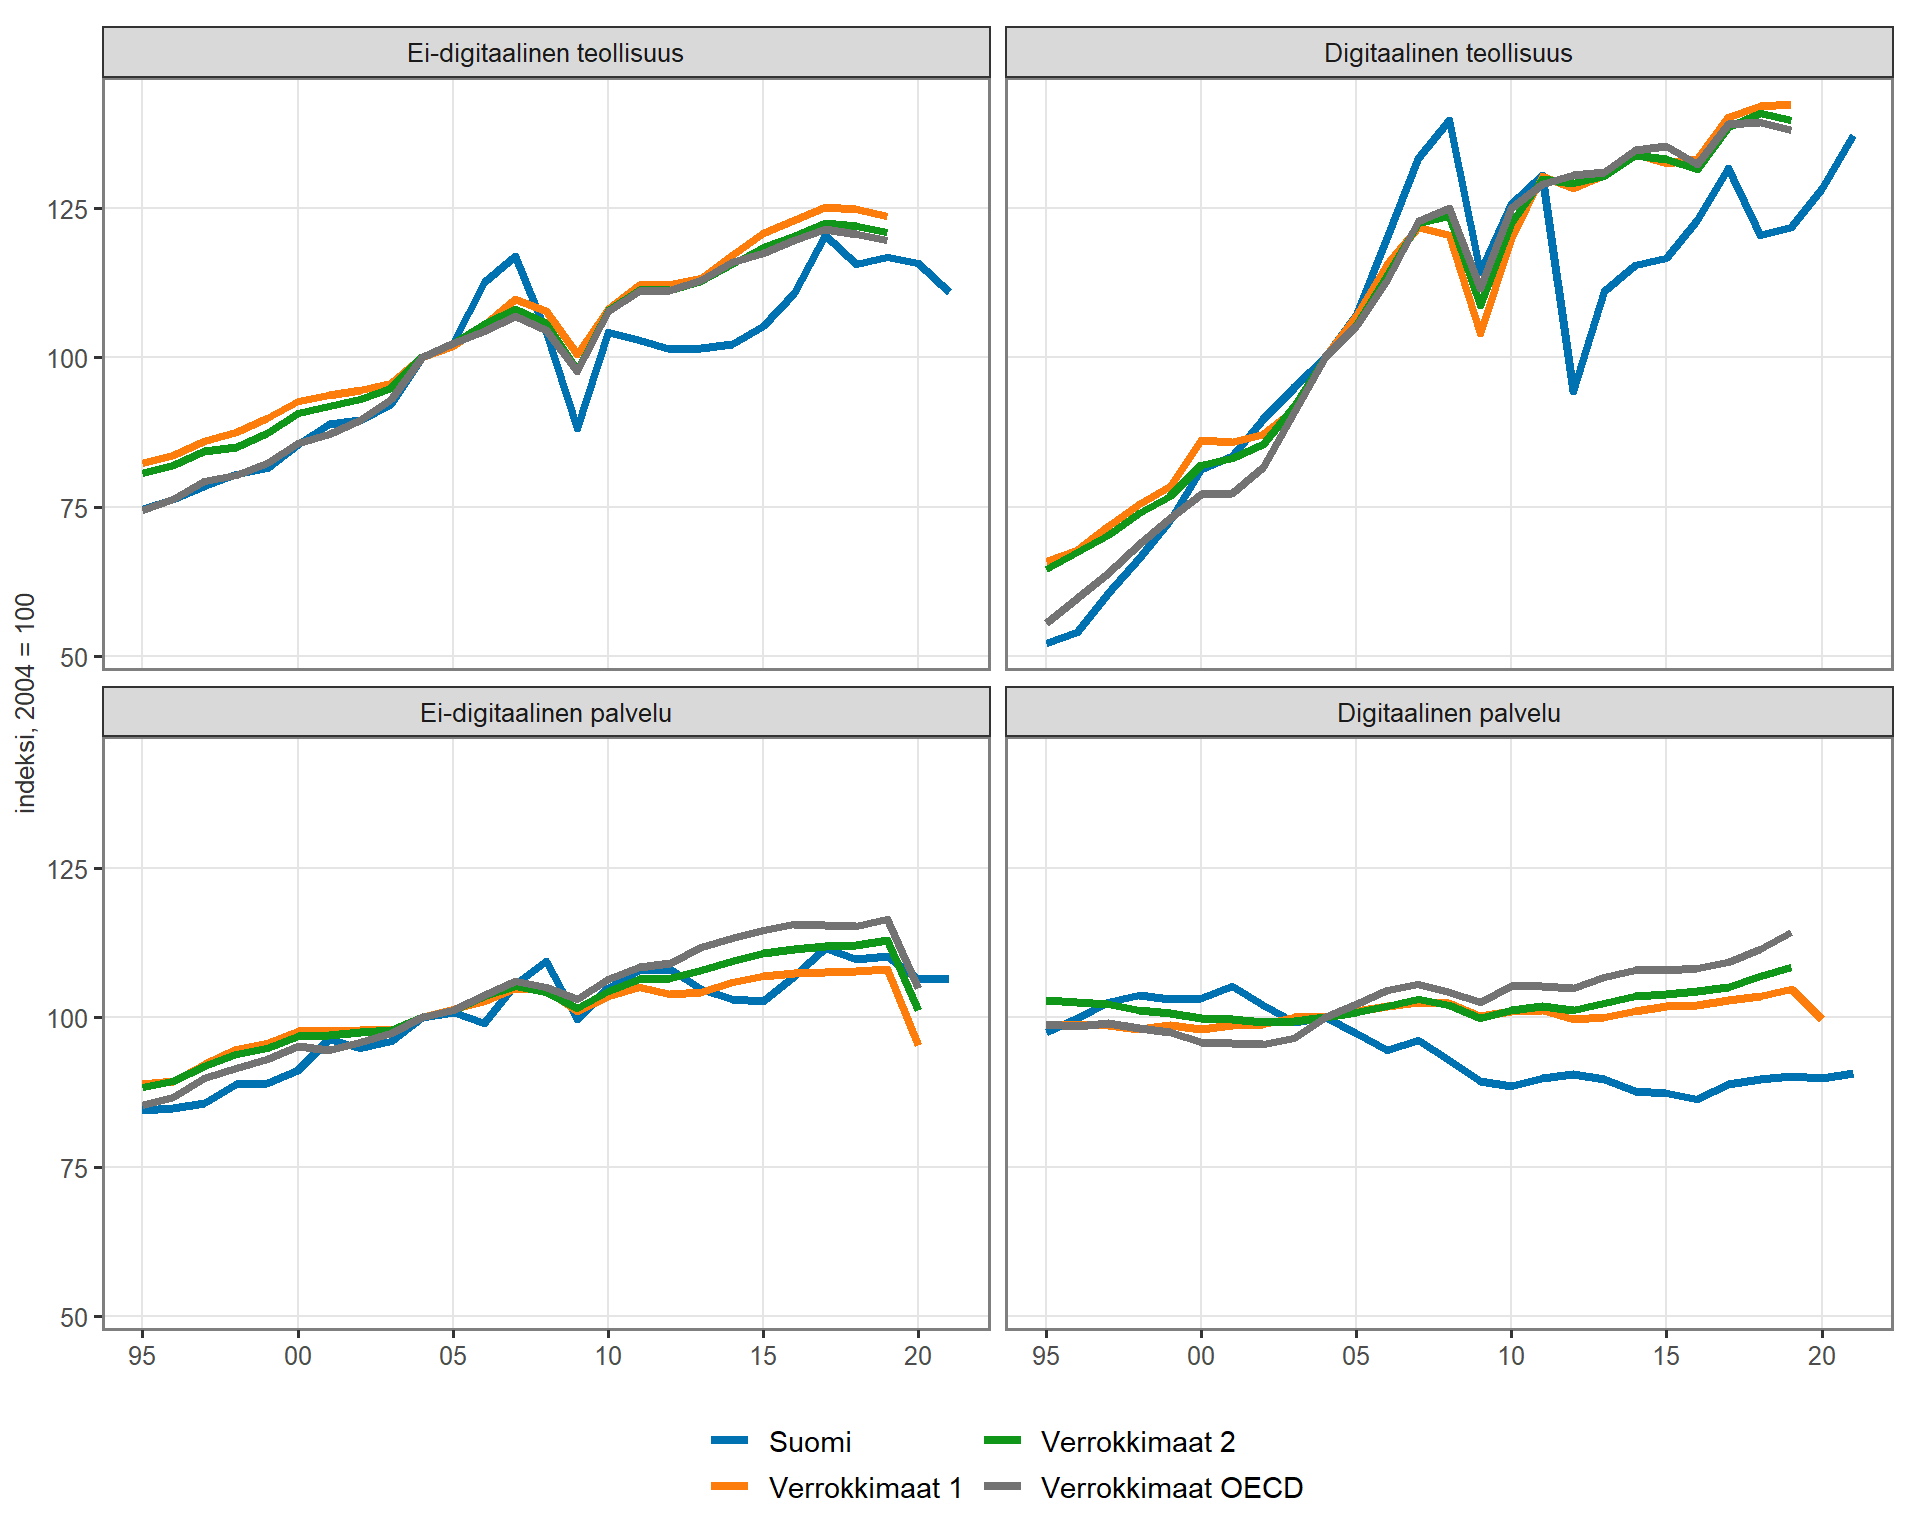 Ei-digitaalinen teollisuus
Digitaalinen teollisuus
125
100
75
50
indeksi, 2004 = 100
Ei-digitaalinen palvelu
Digitaalinen palvelu
125
100
75
50
95 00 05 10 15 20
95 00 05 10 15 20
Suomi
Verrokkimaat 2
Verrokkimaat 1
Verrokkimaat OECD